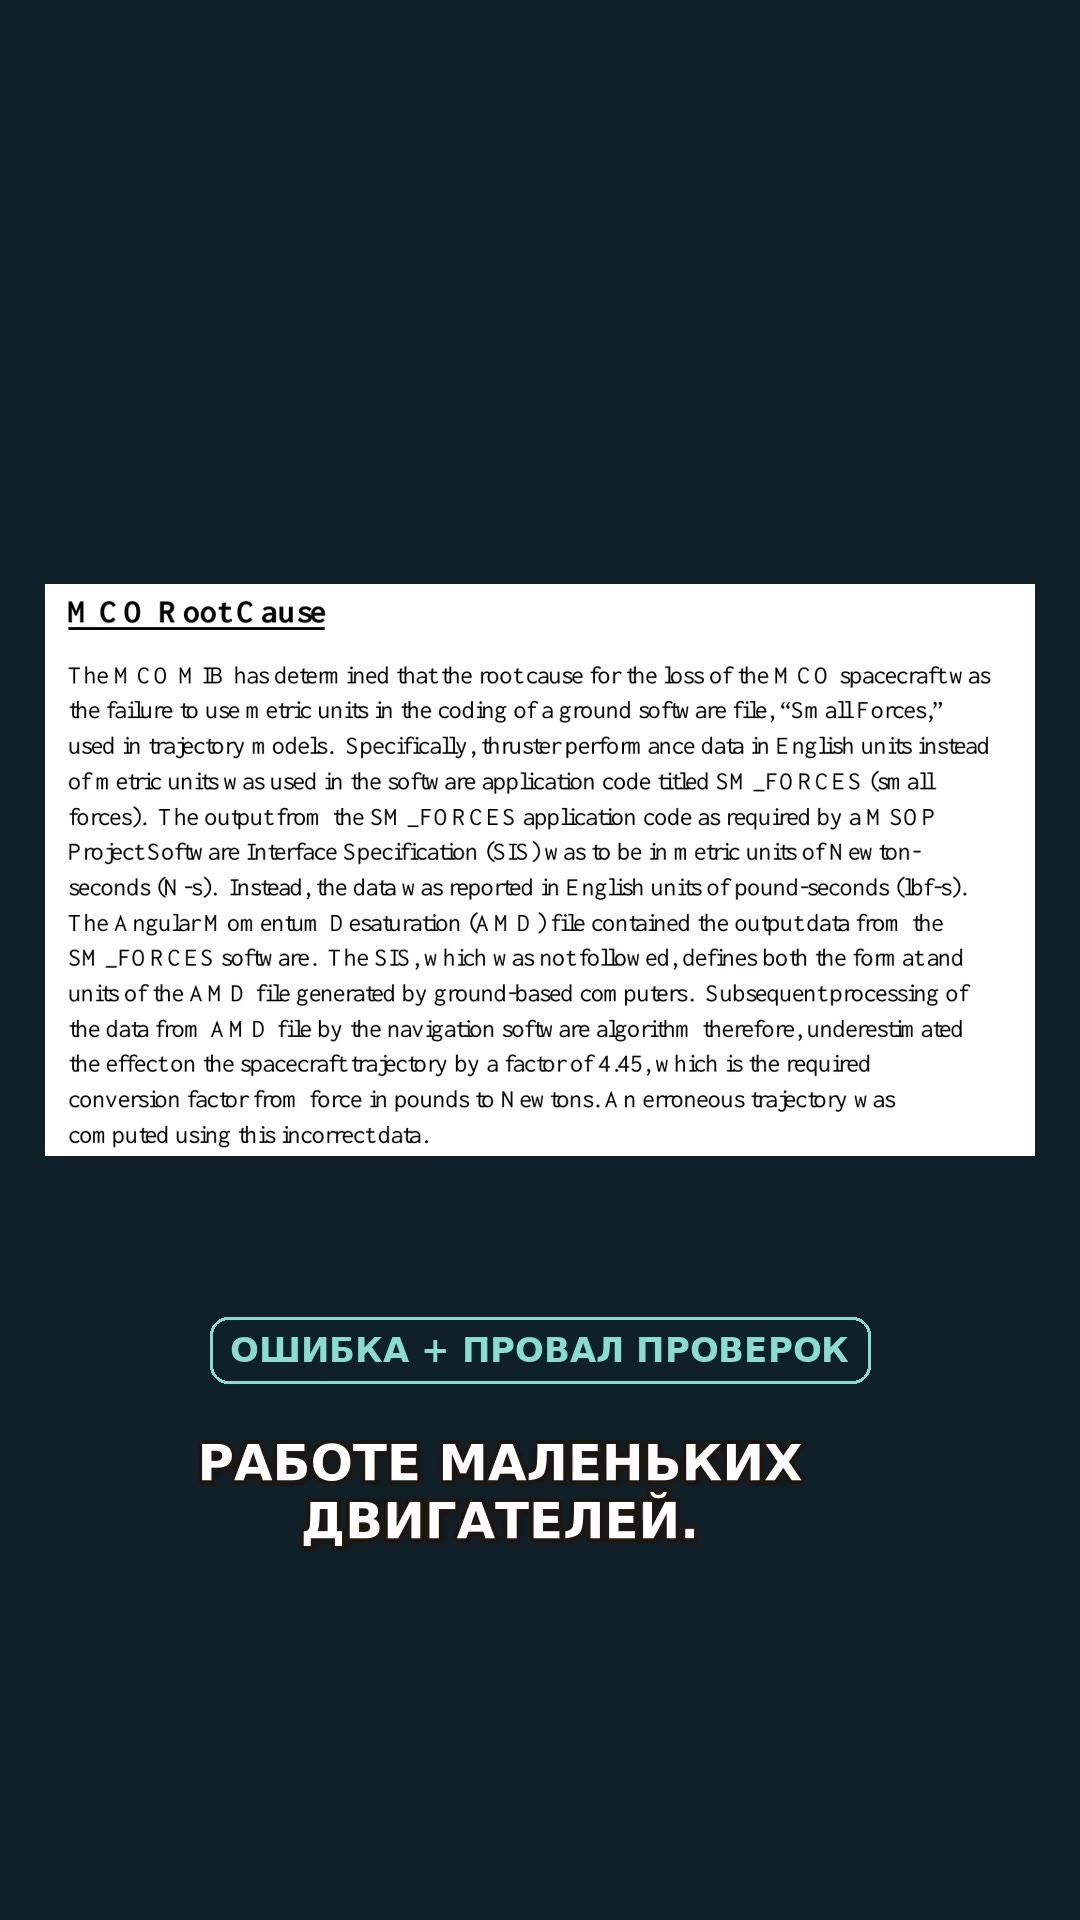 MCO Root Cause
The MCO MIB has determined that the root cause for the loss of the MCO spacecraft was
the failure to use metric units in the coding of a ground software file, “Small Forces,”
used in trajectory models. Specifically, thruster performance data in English units instead
of metric units was used in the software application code titled SM_FORCES (small
forces). The output from the SM_FORCES application code as required by a MSOP
Project Software Interface Specification (SIS) was to be in metric units of Newton-
seconds (N-s). Instead, the data was reported in English units of pound-seconds (lbf-s).
The Angular Momentum Desaturation (AMD) file contained the output data from the
SM_FORCES software. The SIS, which was not followed, defines both the format and
units of the AMD file generated by ground-based computers. Subsequent processing of
the data from AMD file by the navigation software algorithm therefore, underestimated
the effect on the spacecraft trajectory by a factor of 4.45, which is the required
conversion factor from force in pounds to Newtons. An erroneous trajectory was
computed using this incorrect data.
ОШИБКА + ПРОВАЛ ПРОВЕРОК
РАБОТЕ МАЛЕНЬКИХ
ДВИГАТЕЛЕЙ.